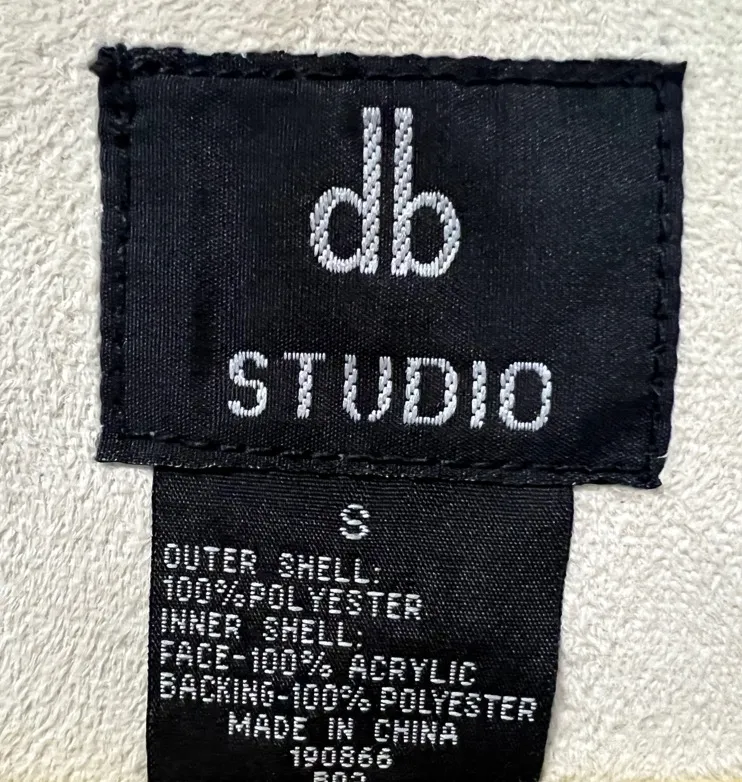 db
STUDIO
S
OUTER SHELL:
100%POLYESTER
INNER SHELL:
FACE-100% ACRYLIC
BACKING-100% POLYESTER
MADE IN CHINA
190866